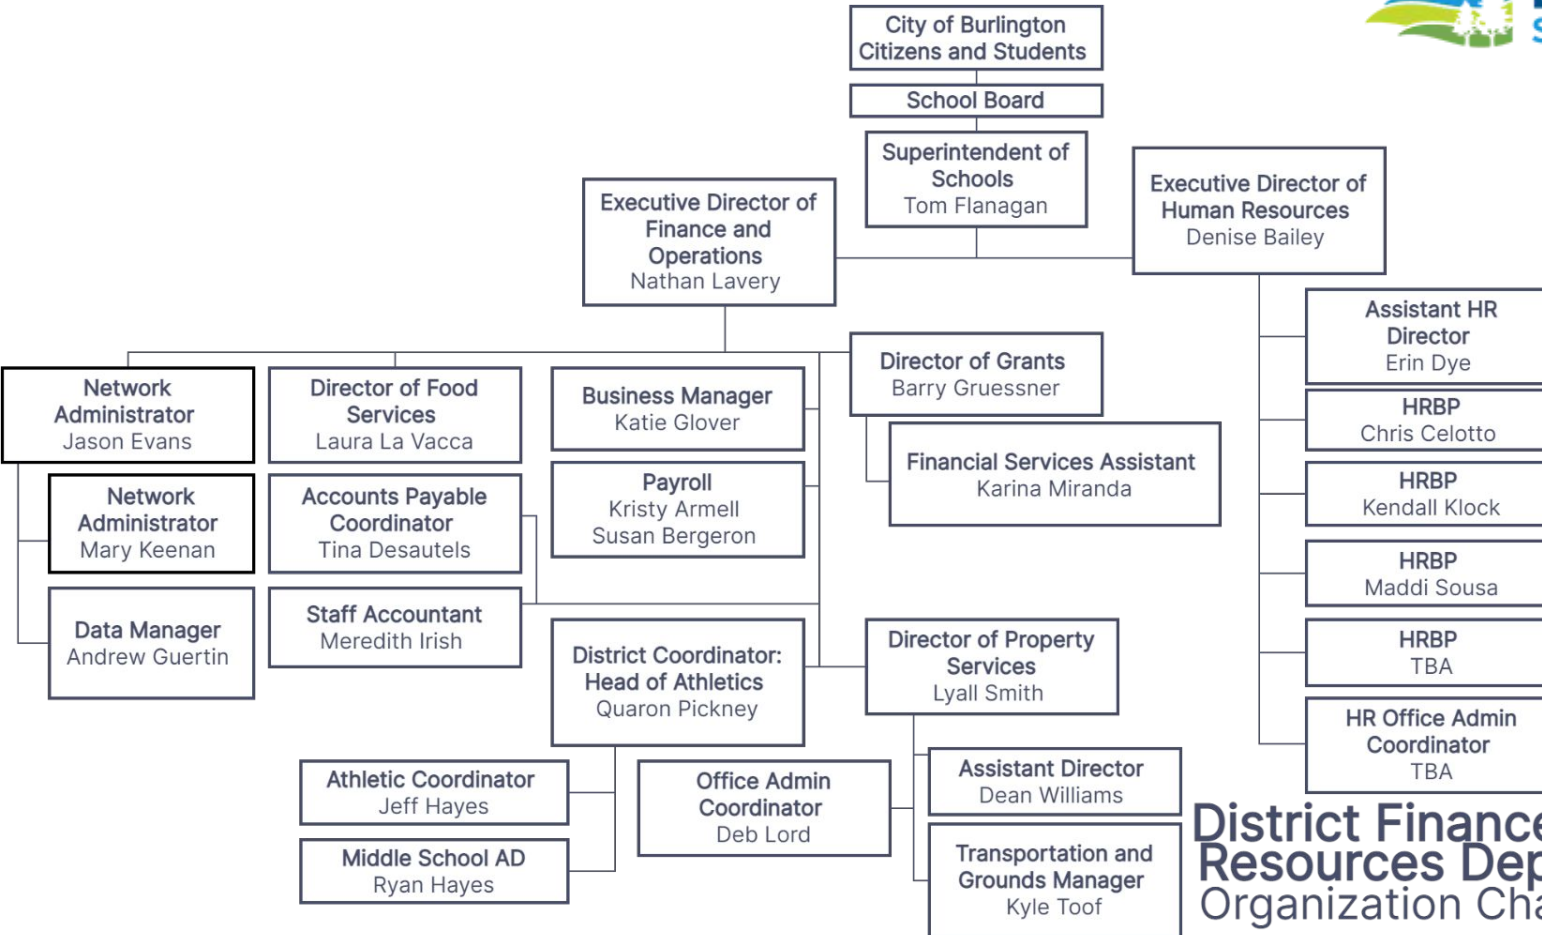 City of Burlington
Citizens and Students
School Board
Superintendent of
Schools
Tom Flanagan
Executive Director of
Finance and
Operations
Nathan Lavery
Executive Director of
Human Resources
Denise Bailey
Network
Administrator
Jason Evans
Network
Administrator
Mary Keenan
Data Manager
Andrew Guertin
Director of Food
Services
Laura La Vacca
Accounts Payable
Coordinator
Tina Desautels
Staff Accountant
Meredith Irish
Business Manager
Katie Glover
Payroll
Kristy Armell
Susan Bergeron
Director of Grants
Barry Gruessner
Financial Services Assistant
Karina Miranda
District Coordinator:
Head of Athletics
Quaron Pickney
Athletic Coordinator
Jeff Hayes
Middle School AD
Ryan Hayes
Director of Property
Services
Lyall Smith
Office Admin
Coordinator
Deb Lord
Assistant Director
Dean Williams
Transportation and
Grounds Manager
Kyle Toof
Assistant HR
Director
Erin Dye
HRBP
Chris Celotto
HRBP
Kendall Klock
HRBP
Maddi Sousa
HRBP
TBA
HR Office Admin
Coordinator
TBA
District Finance
Resources Dep
Organization Cha